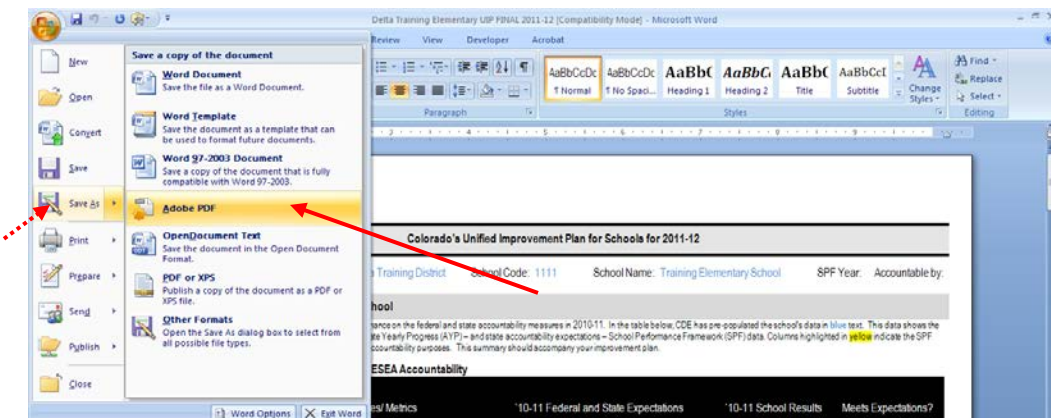 Delta Training Elementary UIP FINAL 2011-12 [Compatibility Mode] - Microsoft Word
Review View Developer Acrobat
New
Open
Convert
Save
Save As
Print
Prepare
Send
Publish
Close
Save a copy of the document
Word Document
Save the file as a Word Document.
Word Template
Save the document as a template that can
be used to format future documents.
Word 97-2003 Document
Save a copy of the document that is fully
compatible with Word 97-2003.
Adobe PDF
OpenDocument Text
Save the document in the Open Document
Format.
PDF or XPS
Publish a copy of the document as a PDF or
XPS file.
Other Formats
Open the Save As dialog box to select from
all possible file types.
Word Options Exit Word
AaBbCcDc AaBbCcDc AaBbC AaBbC AaBbC AaBbCcI
¶ Normal ¶ No Spaci... Heading 1 Heading 2 Title Subtitle
Change
Styles
Find
Replace
Select
Paragraph Styles Editing
3 4 5 6 7 8 9
Colorado's Unified Improvement Plan for Schools for 2011-12
Training District School Code: 1111 School Name: Training Elementary School SPF Year: Accountable by:
hool
ance on the federal and state accountability measures in 2010-11. In the table below, CDE has pre-populated the school's data in blue text. This data shows the
te Yearly Progress (AYP) – and state accountability expectations – School Performance Framework (SPF) data. Columns highlighted in yellow indicate the SPF
ccountability purposes. This summary should accompany your improvement plan.
ESEA Accountability
es/ Metrics '10-11 Federal and State Expectations '10-11 School Results Meets Expectations?